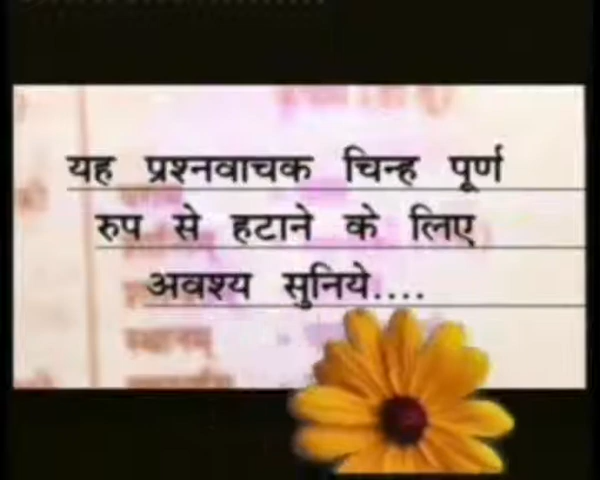 यह प्रश्नवाचक चिन्ह पूर्ण
रुप से हटाने के लिए
अवश्य सुनिये....